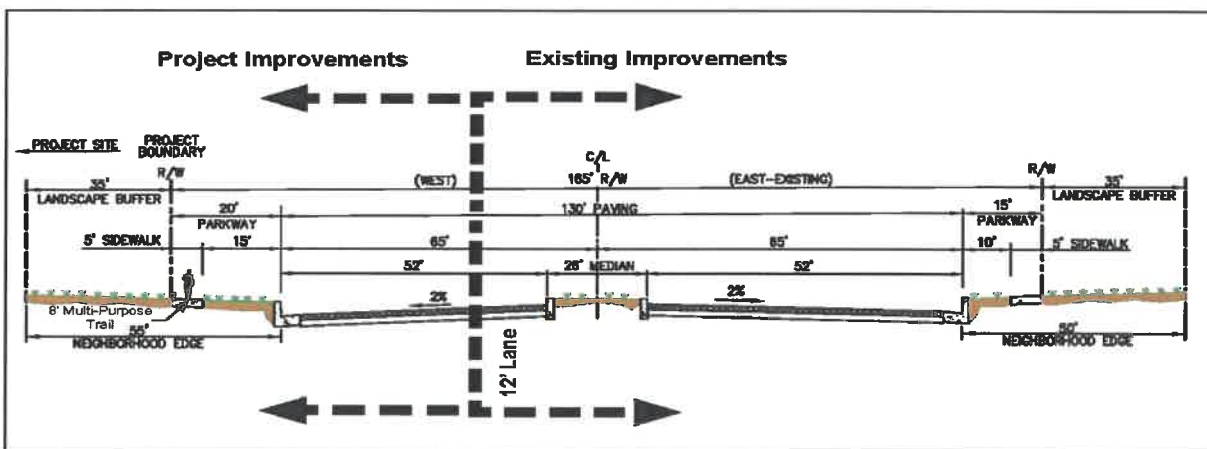 Project Improvements
Existing Improvements
PROJECT SITE
PROJECT
BOUNDARY
R/W
C/L
165' R/W
(WEST)
(EAST-EXISTING)
R/W
35'
LANDSCAPE BUFFER
35'
LANDSCAPE BUFFER
20'
PARKWAY
130' PAVING
15'
PARKWAY
5' SIDEWALK
15'
65'
65'
10'
5' SIDEWALK
52'
26' MEDIAN
52'
2%
2%
8' Multi-Purpose
Trail
55'
NEIGHBORHOOD EDGE
12' Lane
50'
NEIGHBORHOOD EDGE